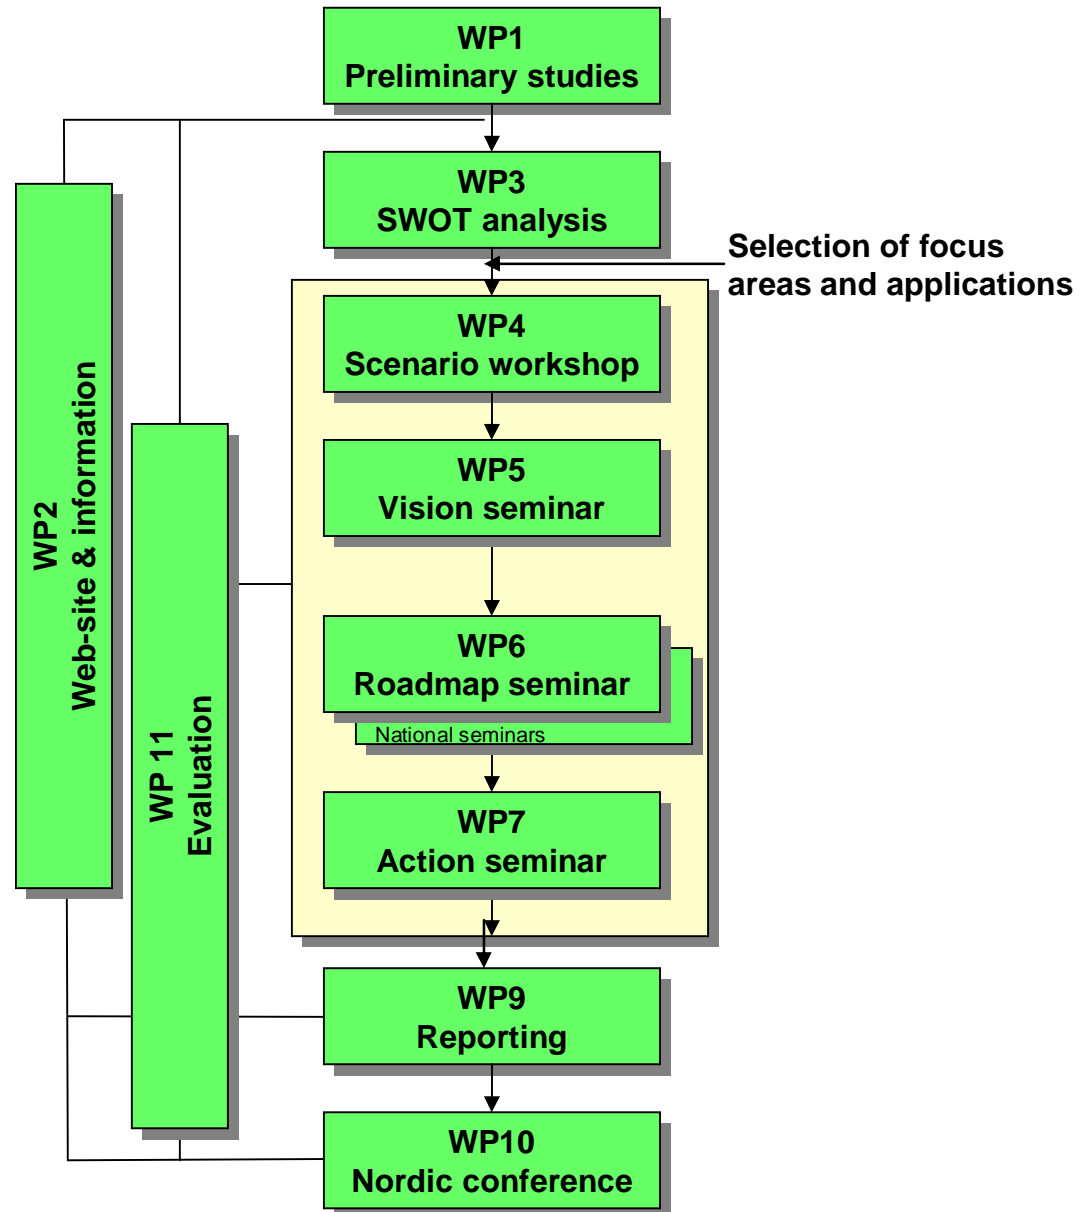 WP1
Preliminary studies
WP3
SWOT analysis
Selection of focus
areas and applications
WP4
Scenario workshop
WP5
Vision seminar
WP6
Roadmap seminar
National seminars
WP7
Action seminar
WP9
Reporting
WP10
Nordic conference
WP2
Web-site & information
WP 11
Evaluation